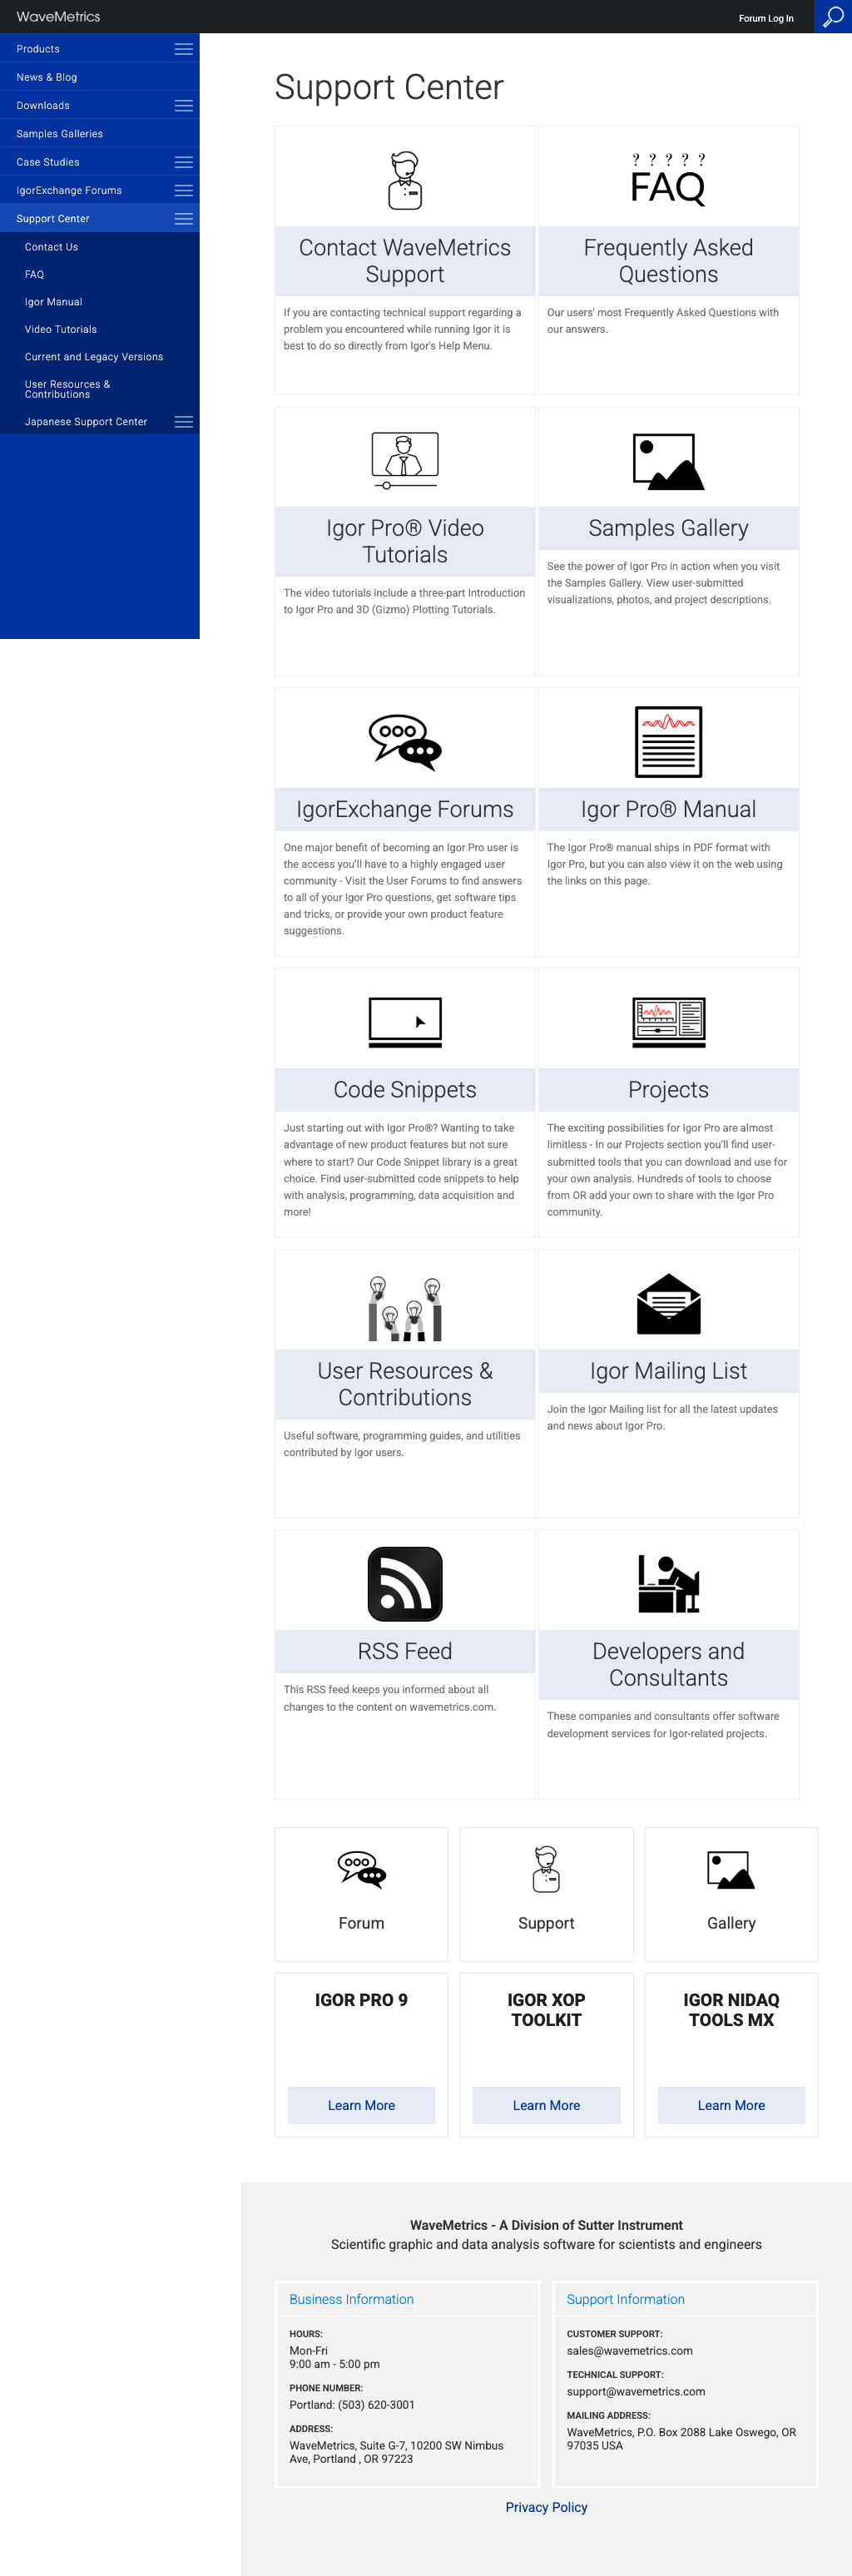 WaveMetrics
Forum Log In
Products
News & Blog
Downloads
Samples Galleries
Case Studies
IgorExchange Forums
Support Center
Contact Us
FAQ
Igor Manual
Video Tutorials
Current and Legacy Versions
User Resources &
Contributions
Japanese Support Center
Support Center
? ? ? ? ?
FAQ
Contact WaveMetrics
Support
If you are contacting technical support regarding a
problem you encountered while running Igor it is
best to do so directly from Igor's Help Menu.
Frequently Asked
Questions
Our users' most Frequently Asked Questions with
our answers.
Igor Pro® Video
Tutorials
The video tutorials include a three-part Introduction
to Igor Pro and 3D (Gizmo) Plotting Tutorials.
Samples Gallery
See the power of Igor Pro in action when you visit
the Samples Gallery. View user-submitted
visualizations, photos, and project descriptions.
IgorExchange Forums
One major benefit of becoming an Igor Pro user is
the access you'll have to a highly engaged user
community - Visit the User Forums to find answers
to all of your Igor Pro questions, get software tips
and tricks, or provide your own product feature
suggestions.
Igor Pro® Manual
The Igor Pro® manual ships in PDF format with
Igor Pro, but you can also view it on the web using
the links on this page.
Code Snippets
Just starting out with Igor Pro®? Wanting to take
advantage of new product features but not sure
where to start? Our Code Snippet library is a great
choice. Find user-submitted code snippets to help
with analysis, programming, data acquisition and
more!
Projects
The exciting possibilities for Igor Pro are almost
limitless - In our Projects section you'll find user-
submitted tools that you can download and use for
your own analysis. Hundreds of tools to choose
from OR add your own to share with the Igor Pro
community.
User Resources &
Contributions
Useful software, programming guides, and utilities
contributed by Igor users.
Igor Mailing List
Join the Igor Mailing list for all the latest updates
and news about Igor Pro.
RSS Feed
This RSS feed keeps you informed about all
changes to the content on wavemetrics.com.
Developers and
Consultants
These companies and consultants offer software
development services for Igor-related projects.
Forum
Support
Gallery
IGOR PRO 9
Learn More
IGOR XOP
TOOLKIT
Learn More
IGOR NIDAQ
TOOLS MX
Learn More
WaveMetrics - A Division of Sutter Instrument
Scientific graphic and data analysis software for scientists and engineers
Business Information
HOURS:
Mon-Fri
9:00 am - 5:00 pm
PHONE NUMBER:
Portland: (503) 620-3001
ADDRESS:
WaveMetrics, Suite G-7, 10200 SW Nimbus
Ave, Portland , OR 97223
Support Information
CUSTOMER SUPPORT:
sales@wavemetrics.com
TECHNICAL SUPPORT:
support@wavemetrics.com
MAILING ADDRESS:
WaveMetrics, P.O. Box 2088 Lake Oswego, OR
97035 USA
Privacy Policy